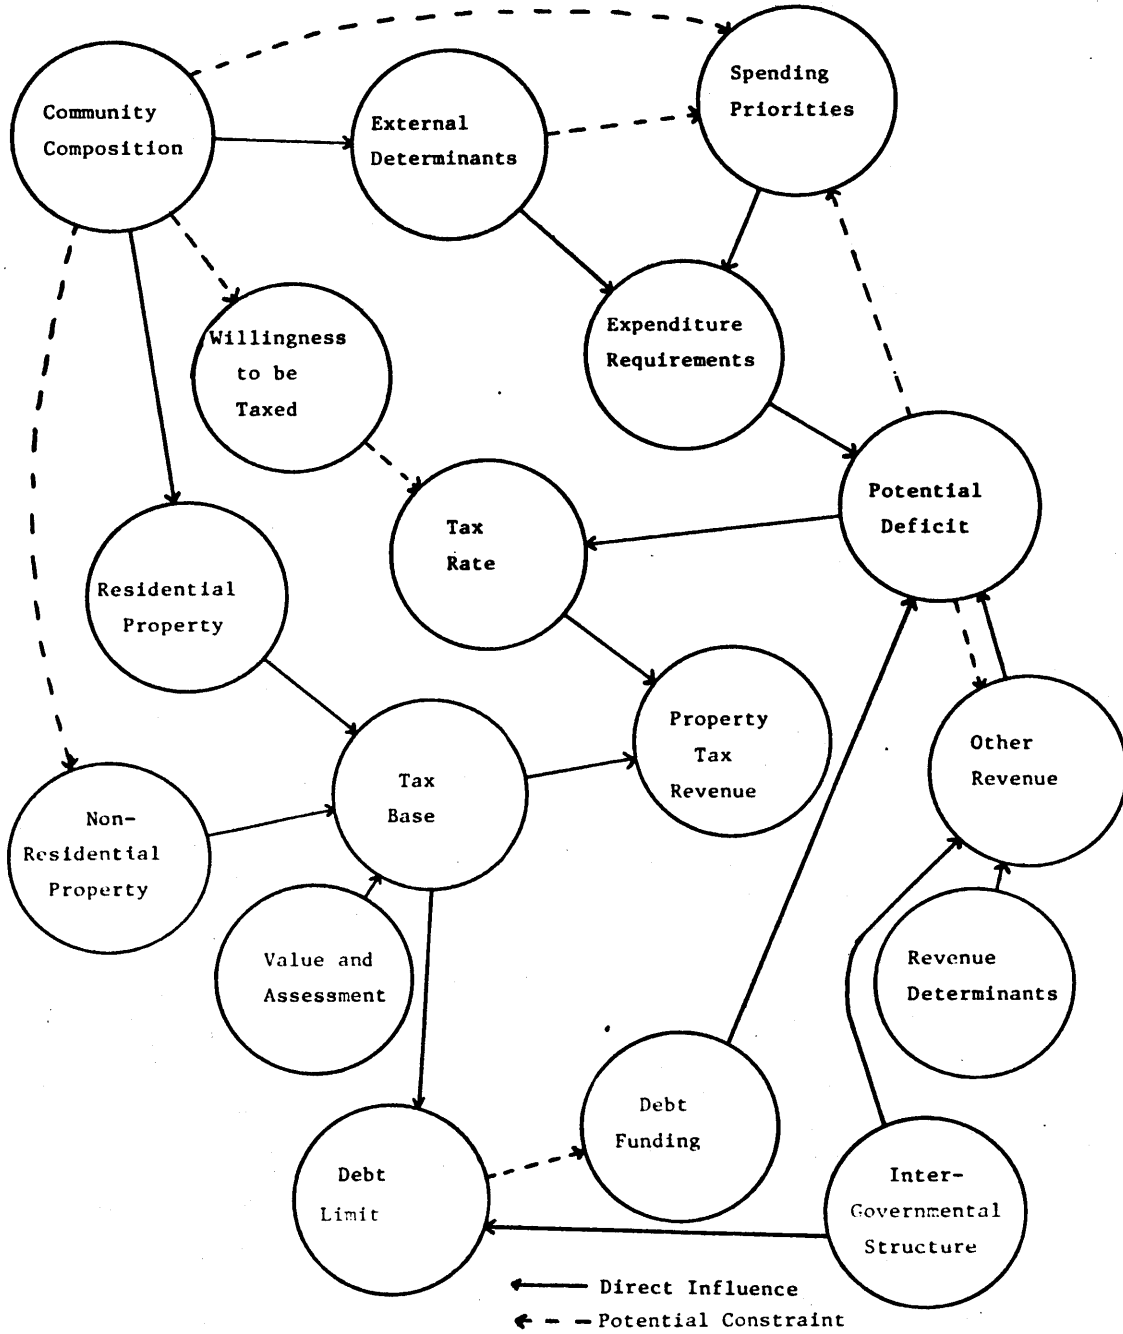 Community
Composition
External
Determinants
Spending
Priorities
Willingness
to be
Taxed
Expenditure
Requirements
Tax
Rate
Potential
Deficit
Residential
Property
Property
Tax
Revenue
Other
Revenue
Tax
Base
Non-
Residential
Property
Value and
Assessment
Revenue
Determinants
Debt
Funding
Debt
Limit
Inter-
Governmental
Structure
Direct Influence
Potential Constraint